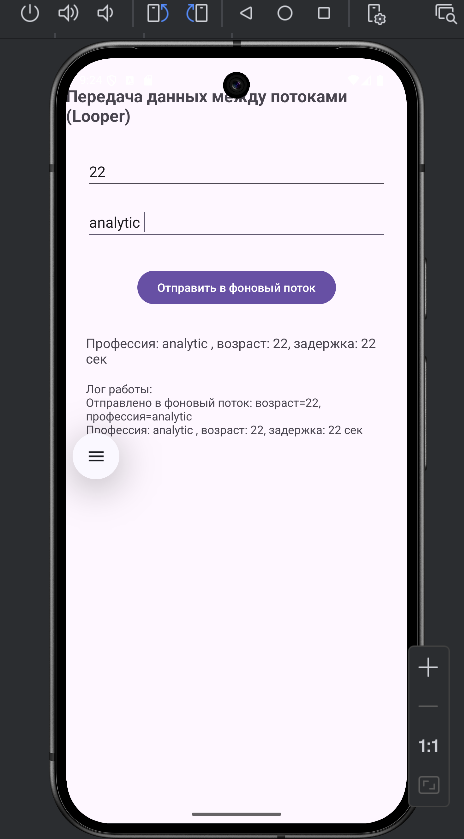 Передача данных между потоками
(Looper)
22
analytic
Отправить в фоновый поток
Профессия: analytic , возраст: 22, задержка: 22
сек
Лог работы:
Отправлено в фоновый поток: возраст=22,
профессия=analytic
Профессия: analytic , возраст: 22, задержка: 22 сек
1:1